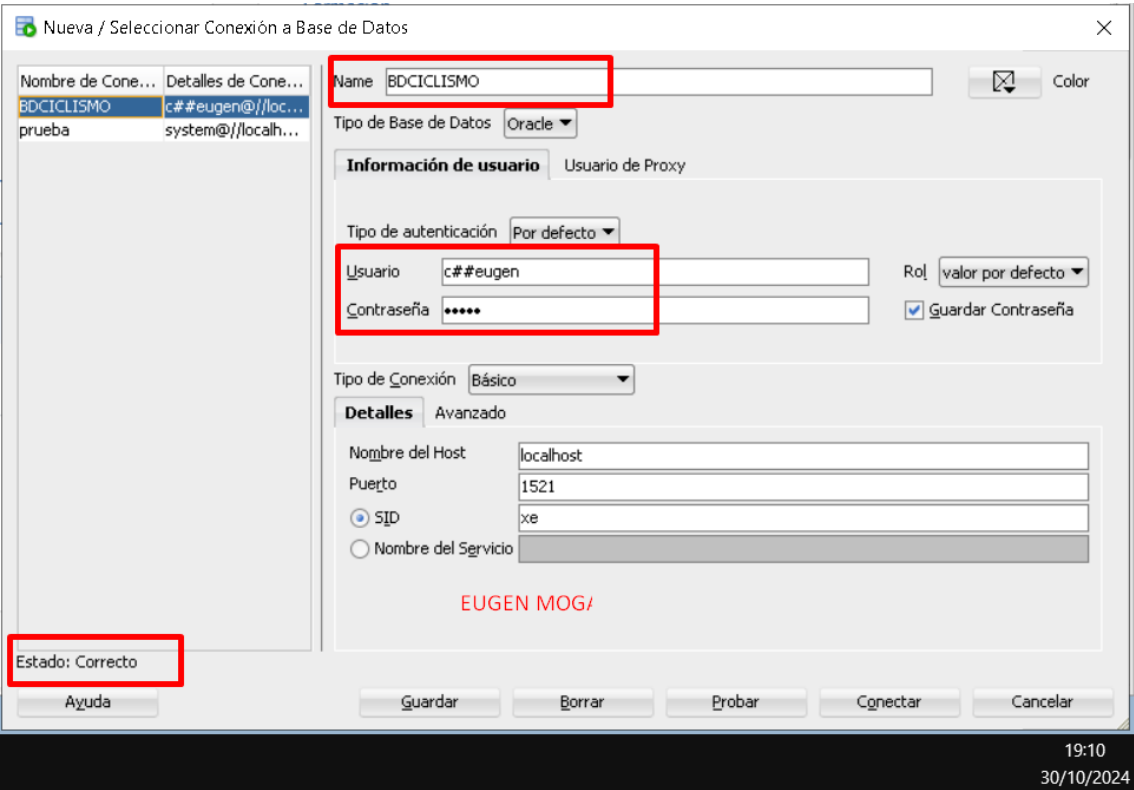 Nueva / Seleccionar Conexión a Base de Datos
Nombre de Cone... Detalles de Cone...
BDCICLISMO c##eugen@//loc...
prueba system@//localh...
Name BDCICLISMO Color
Tipo de Base de Datos Oracle
Información de usuario Usuario de Proxy
Tipo de autenticación Por defecto
Usuario c##eugen Rol valor por defecto
Contraseña ••••• Guardar Contraseña
Tipo de Conexión Básico
Detalles Avanzado
Nombre del Host localhost
Puerto 1521
SID xe
Nombre del Servicio
EUGEN
Estado: Correcto
Ayuda Guardar Borrar Probar Conectar Cancelar
19:10
30/10/2024